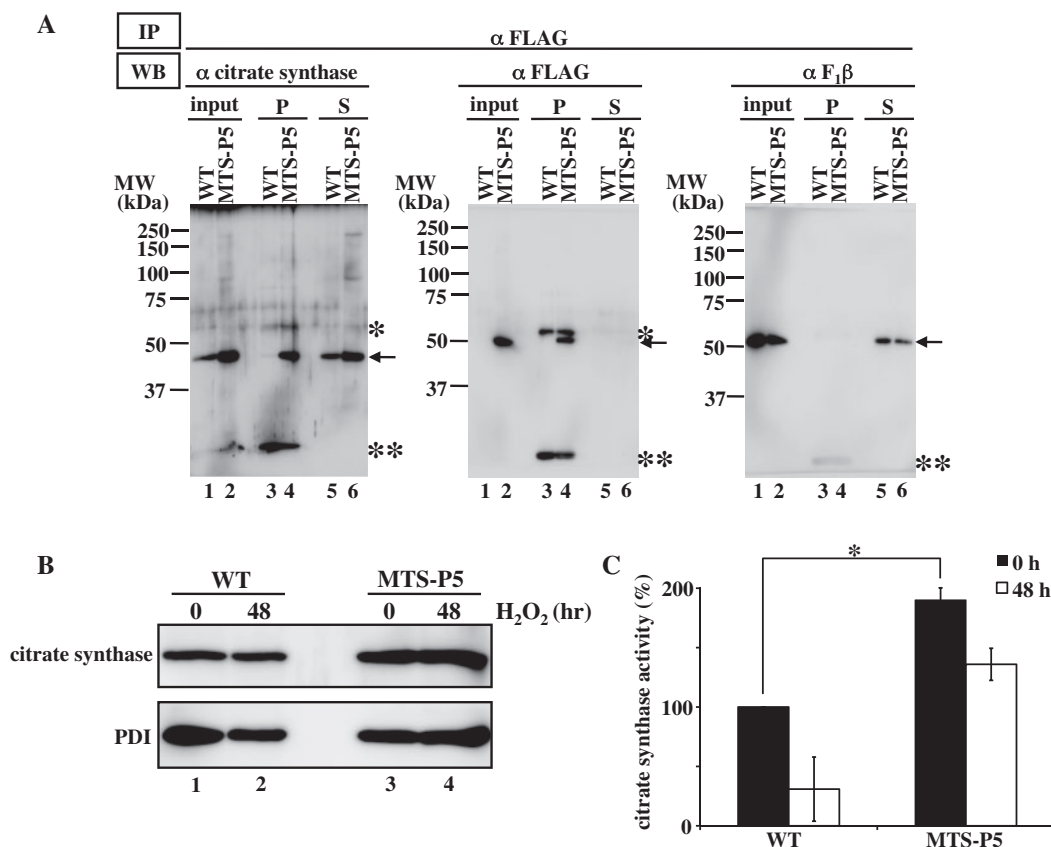 A
IP
α FLAG
WB
α citrate synthase
α FLAG
α F₁β
input P S
input P S
input P S
WT MTS-P5 WT MTS-P5 WT MTS-P5
WT MTS-P5 WT MTS-P5 WT MTS-P5
WT MTS-P5 WT MTS-P5 WT MTS-P5
MW
(kDa)
250
150
100
75
50
37
*
**
1 2 3 4 5 6
MW
(kDa)
250
150
100
75
50
37
*
**
1 2 3 4 5 6
MW
(kDa)
250
150
100
75
50
37
**
1 2 3 4 5 6
B
WT MTS-P5
0 48 0 48 H₂O₂ (hr)
citrate synthase
PDI
1 2 3 4
C
*
0 h
48 h
citrate synthase activity (%)
200
100
0
WT MTS-P5